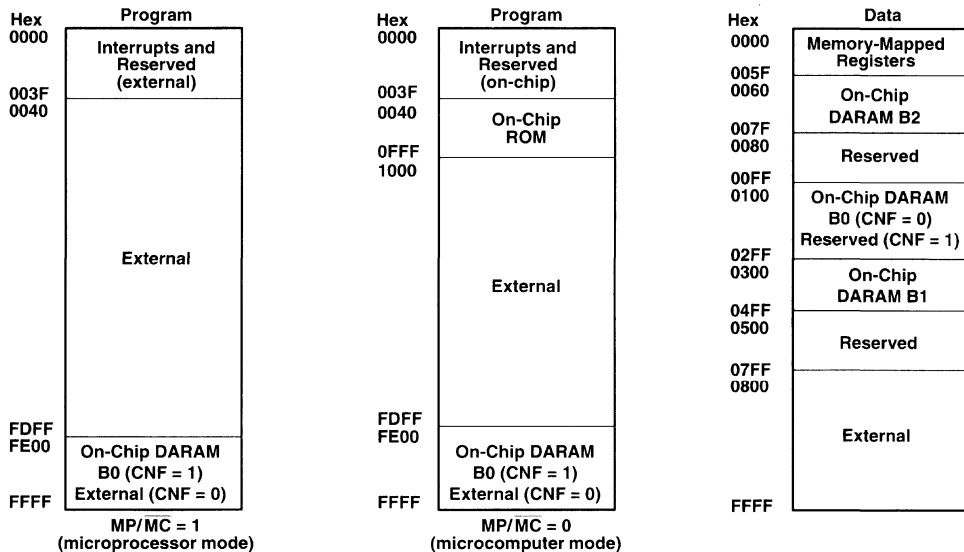 Hex
Program
0000
Interrupts and
Reserved
(external)
003F
0040
External
FDFF
FE00
On-Chip DARAM
B0 (CNF = 1)
External (CNF = 0)
FFFF
MP/MC = 1
(microprocessor mode)
Hex
Program
0000
Interrupts and
Reserved
(on-chip)
003F
0040
On-Chip
ROM
0FFF
1000
External
FDFF
FE00
On-Chip DARAM
B0 (CNF = 1)
External (CNF = 0)
FFFF
MP/MC = 0
(microcomputer mode)
Hex
Data
0000
Memory-Mapped
Registers
005F
0060
On-Chip
DARAM B2
007F
0080
Reserved
00FF
0100
On-Chip DARAM
B0 (CNF = 0)
Reserved (CNF = 1)
02FF
0300
On-Chip
DARAM B1
04FF
0500
Reserved
07FF
0800
External
FFFF